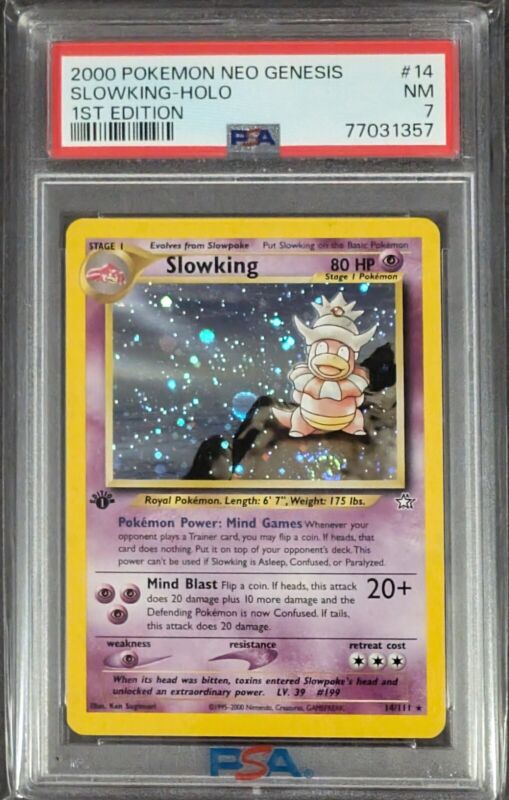 2000 POKEMON NEO GENESIS #14
SLOWKING-HOLO NM
1ST EDITION 7
PSA 77031357
STAGE 1 Evolves from Slowpoke Put Slowking on the Basic Pokémon
Slowking 80 HP
Stage 1 Pokémon
EDITION 1
Royal Pokémon. Length: 6' 7", Weight: 175 lbs.
Pokémon Power: Mind Games Whenever your
opponent plays a Trainer card, you may flip a coin. If heads, that
card does nothing. Put it on top of your opponent's deck. This
power can't be used if Slowking is Asleep, Confused, or Paralyzed.
Mind Blast Flip a coin. If heads, this attack 20+
does 20 damage plus 10 more damage and the
Defending Pokémon is now Confused. If tails,
this attack does 20 damage.
weakness resistance retreat cost
When its head was bitten, toxins entered Slowpoke's head and
unlocked an extraordinary power. LV. 39 #199
Illus. Ken Sugimori ©1995-2000 Nintendo, Creatures, GAMEFREAK. 14/111 ★
PSA